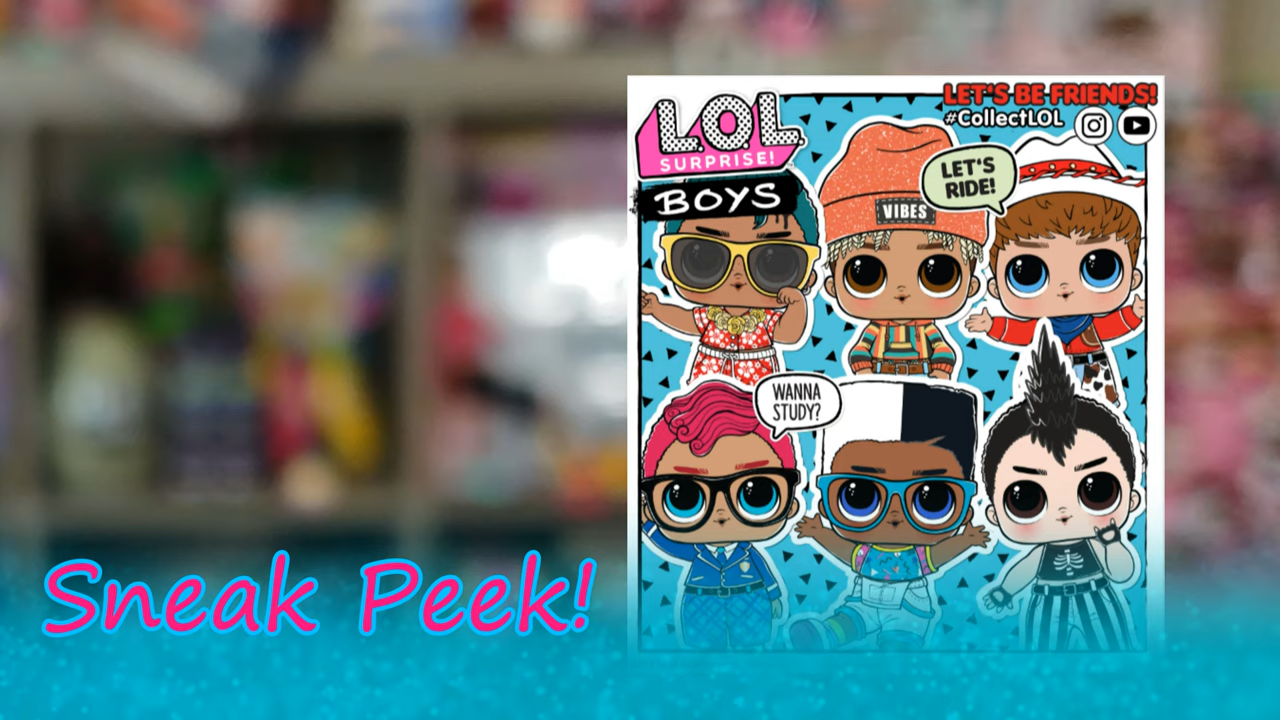 L.O.L.
SURPRISE!
BOYS
LET'S BE FRIENDS!
#CollectLOL
VIBES
LET'S
RIDE!
WANNA
STUDY?
Sneak Peek!